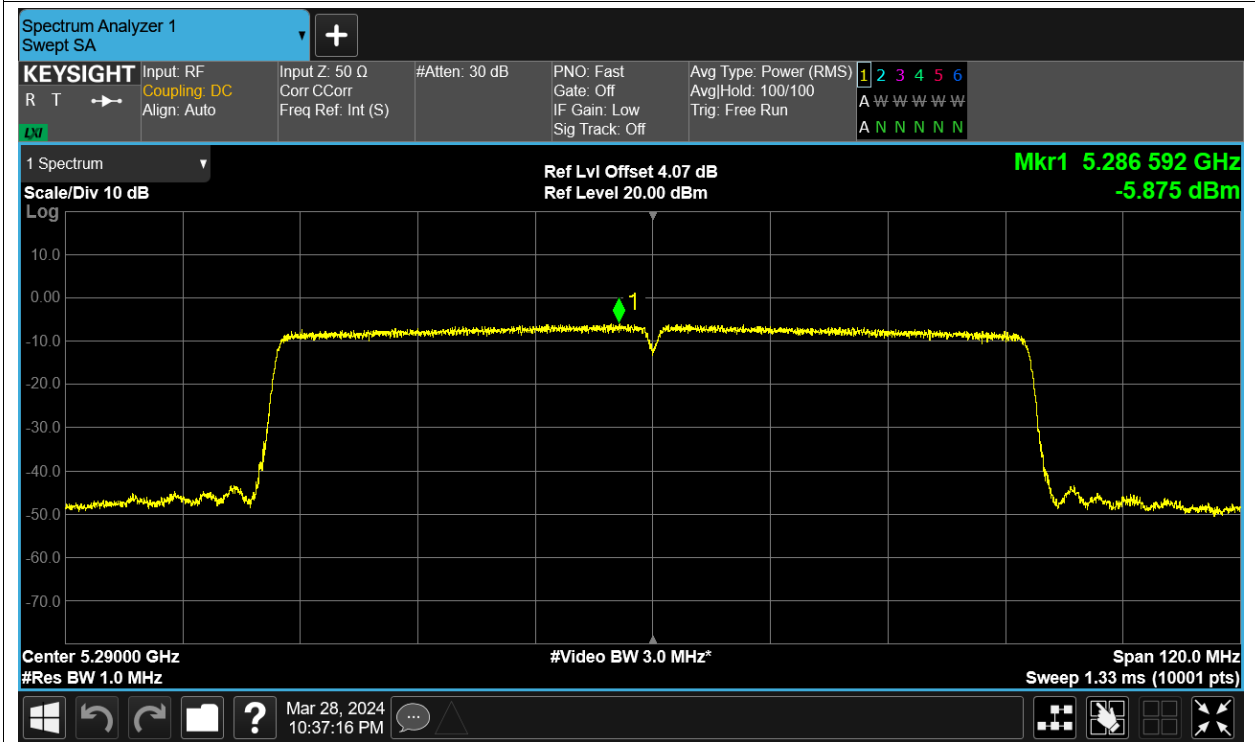 Spectrum Analyzer 1
Swept SA
KEYSIGHT
R T
LXI
Input: RF
Coupling: DC
Align: Auto
Input Z: 50 Ω
Corr CCorr
Freq Ref: Int (S)
#Atten: 30 dB
PNO: Fast
Gate: Off
IF Gain: Low
Sig Track: Off
Avg Type: Power (RMS)
Avg|Hold: 100/100
Trig: Free Run
1 2 3 4 5 6
A W W W W W
A N N N N N
1 Spectrum
Scale/Div 10 dB
Log
Ref Lvl Offset 4.07 dB
Ref Level 20.00 dBm
Mkr1 5.286 592 GHz
-5.875 dBm
10.0
0.00
1
-10.0
-20.0
-30.0
-40.0
-50.0
-60.0
-70.0
Center 5.29000 GHz
#Res BW 1.0 MHz
#Video BW 3.0 MHz*
Span 120.0 MHz
Sweep 1.33 ms (10001 pts)
?
Mar 28, 2024
10:37:16 PM